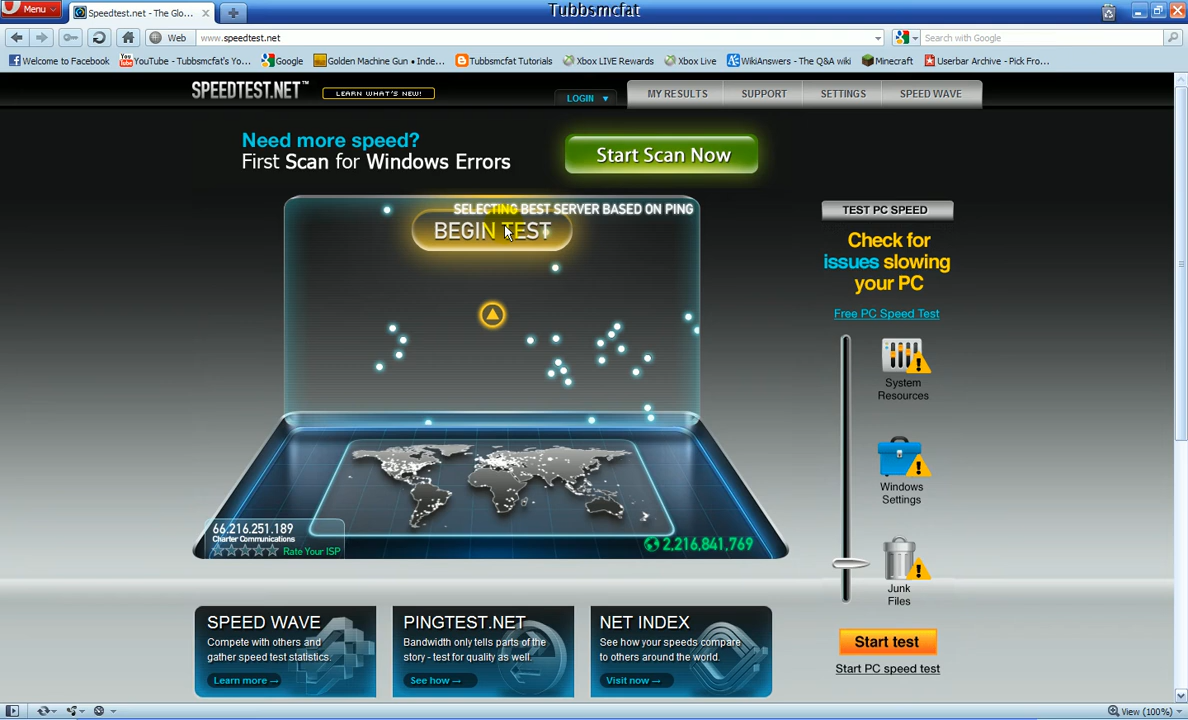 Menu
Speedtest.net - The Glo...
Tubbsmcfat
Web
www.speedtest.net
Search with Google
Welcome to Facebook
YouTube - Tubbsmcfat's Yo...
Google
Golden Machine Gun • Inde...
Tubbsmcfat Tutorials
Xbox LIVE Rewards
Xbox Live
WikiAnswers - The Q&A wiki
Minecraft
Userbar Archive - Pick Fro...
SPEEDTEST.NET™
LEARN WHAT'S NEW!
LOGIN
MY RESULTS
SUPPORT
SETTINGS
SPEED WAVE
Need more speed?
First Scan for Windows Errors
Start Scan Now
SELECTING BEST SERVER BASED ON PING
BEGIN TEST
66.216.251.189
Charter Communications
Rate Your ISP
2,216,841,769
TEST PC SPEED
Check for
issues slowing
your PC
Free PC Speed Test
System
Resources
Windows
Settings
Junk
Files
Start test
Start PC speed test
SPEED WAVE
Compete with others and
gather speed test statistics.
Learn more →
PINGTEST.NET
Bandwidth only tells parts of the
story - test for quality as well.
See how →
NET INDEX
See how your speeds compare
to others around the world.
Visit now →
View (100%)